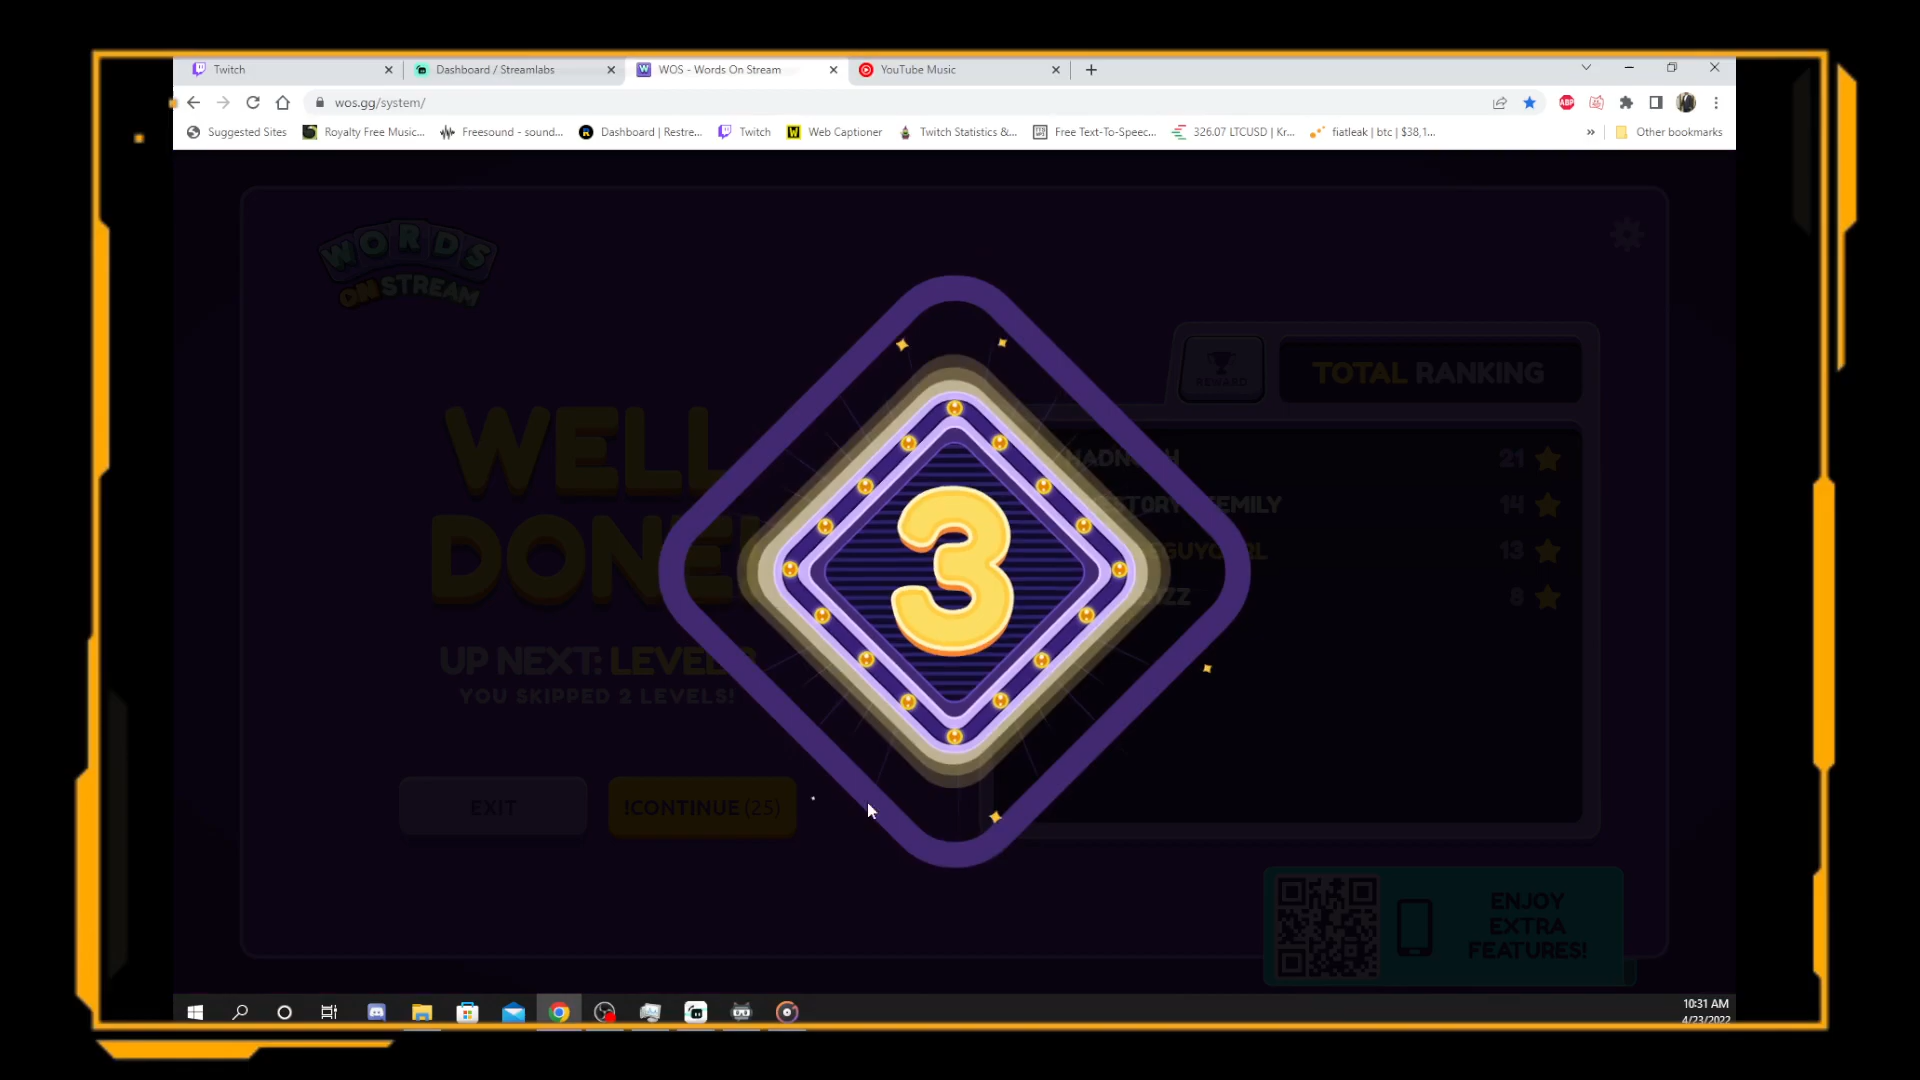 Twitch
Dashboard / Streamlabs
WOS - Words On Stream
YouTube Music
wos.gg/system/
Suggested Sites
Royalty Free Music...
Freesound - sound...
Dashboard | Restre...
Twitch
Web Captioner
Twitch Statistics &...
Free Text-To-Speec...
326.07 LTCUSD | Kr...
fiatleak | btc | $38,1...
»
Other bookmarks
ABP
WORDS
ON STREAM
WELL
DONE!
UP NEXT: LEVEL
YOU SKIPPED 2 LEVELS!
EXIT
!CONTINUE (25)
3
REWARD
TOTAL RANKING
21
14
13
8
ENJOY
EXTRA
FEATURES!
10:31 AM
4/23/2022